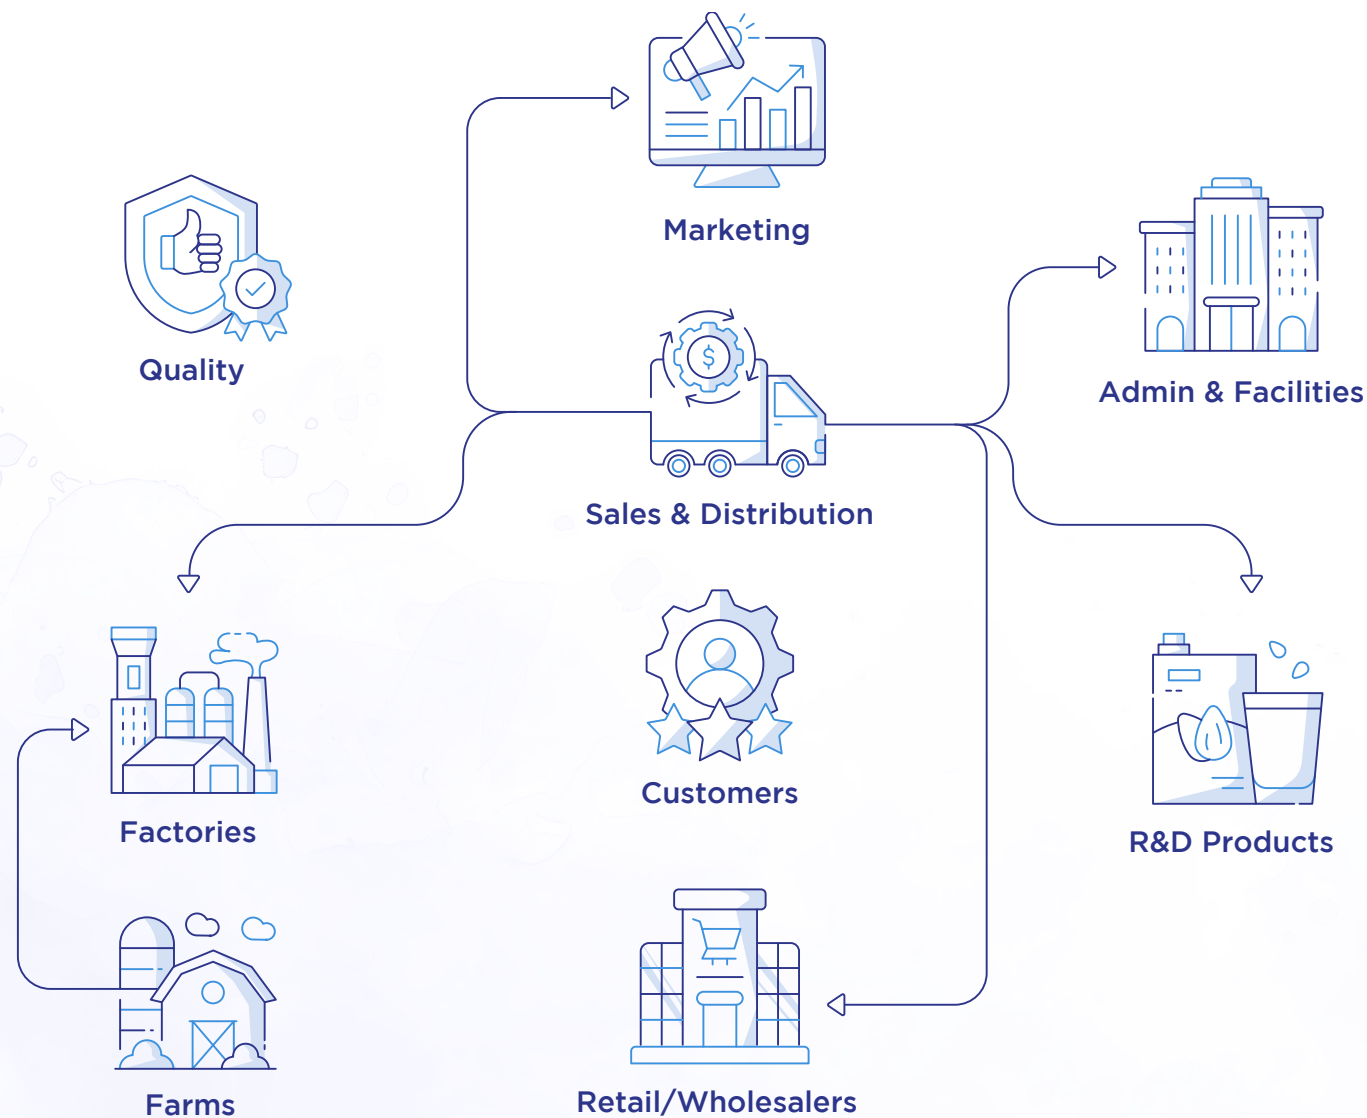 Marketing
Quality
$
Admin & Facilities
Sales & Distribution
Customers
Factories
R&D Products
Farms
Retail/Wholesalers